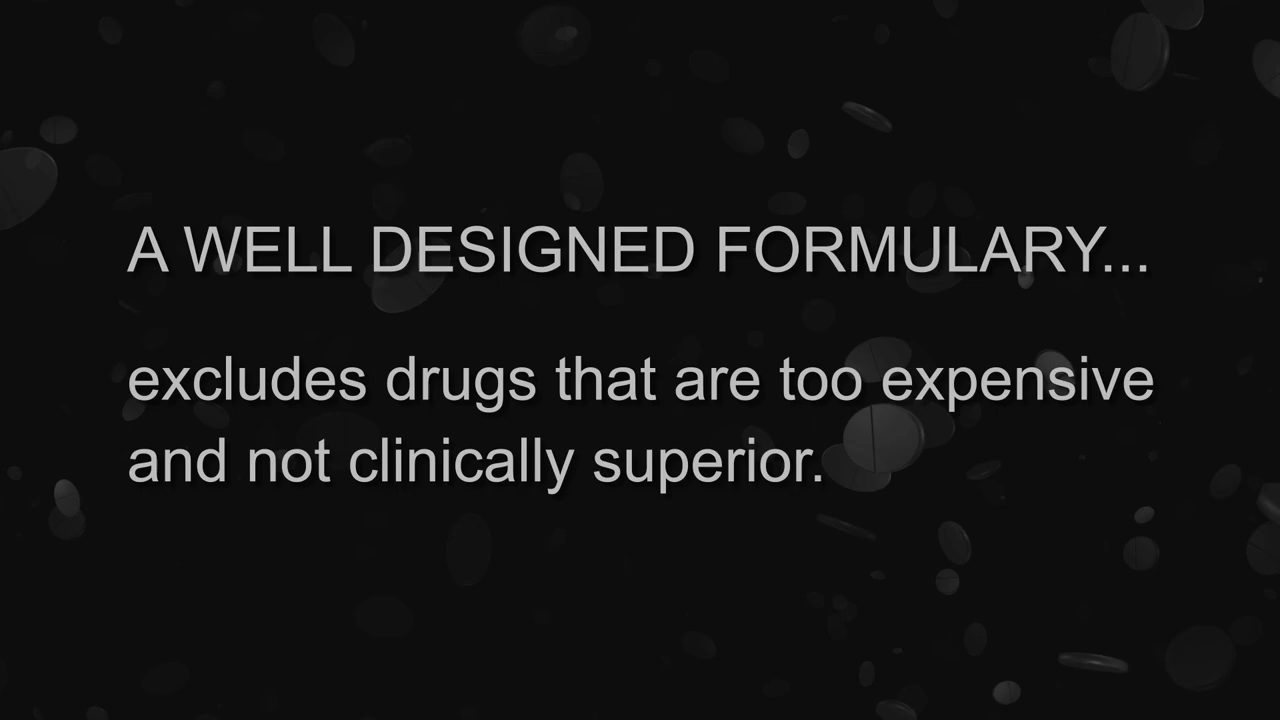 A WELL DESIGNED FORMULARY...
excludes drugs that are too expensive
and not clinically superior.